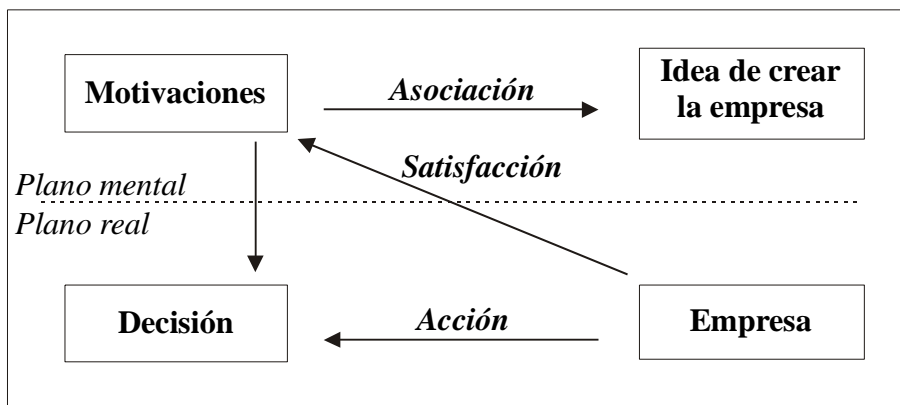 Motivaciones
Asociación
Idea de crear
la empresa
Satisfacción
Plano mental
Plano real
Decisión
Acción
Empresa